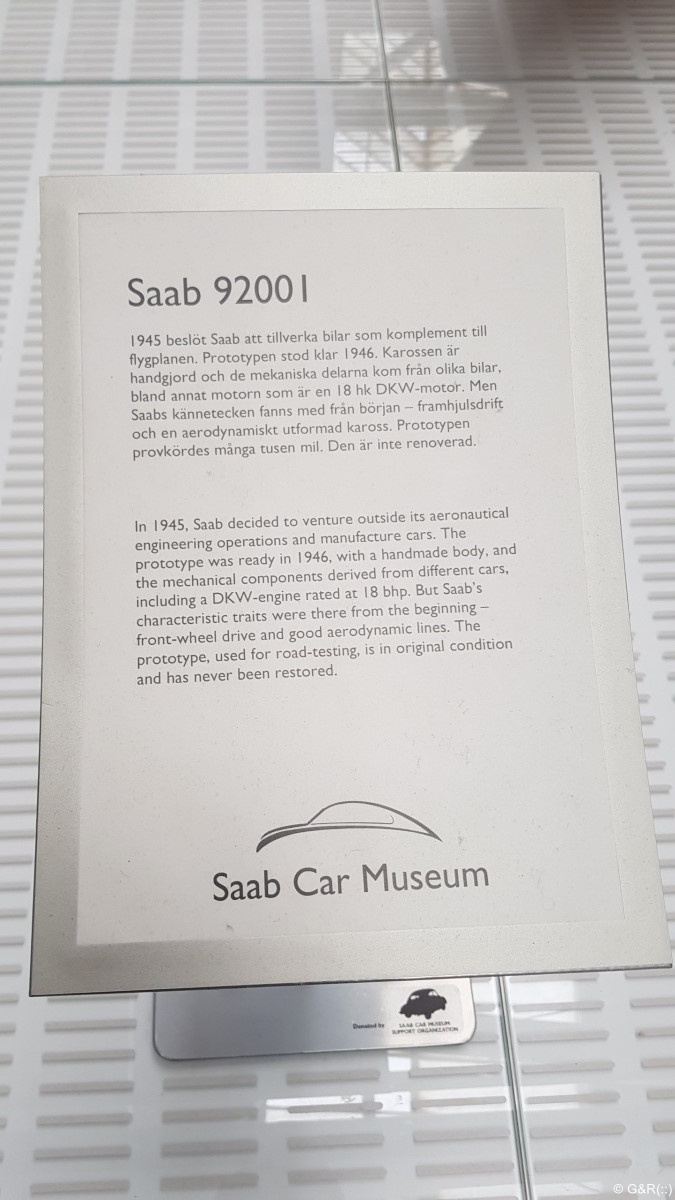 Saab 92001
1945 beslöt Saab att tillverka bilar som komplement till
flygplanen. Prototypen stod klar 1946. Karossen är
handgjord och de mekaniska delarna kom från olika bilar,
bland annat motorn som är en 18 hk DKW-motor. Men
Saabs kännetecken fanns med från början – framhjulsdrift
och en aerodynamiskt utformad kaross. Prototypen
provkördes många tusen mil. Den är inte renoverad.
In 1945, Saab decided to venture outside its aeronautical
engineering operations and manufacture cars. The
prototype was ready in 1946, with a handmade body, and
the mechanical components derived from different cars,
including a DKW-engine rated at 18 bhp. But Saab's
characteristic traits were there from the beginning –
front-wheel drive and good aerodynamic lines. The
prototype, used for road-testing, is in original condition
and has never been restored.
Saab Car Museum
Donated by
SAAB CAR MUSEUM
SUPPORT ORGANIZATION
© G&R(::)